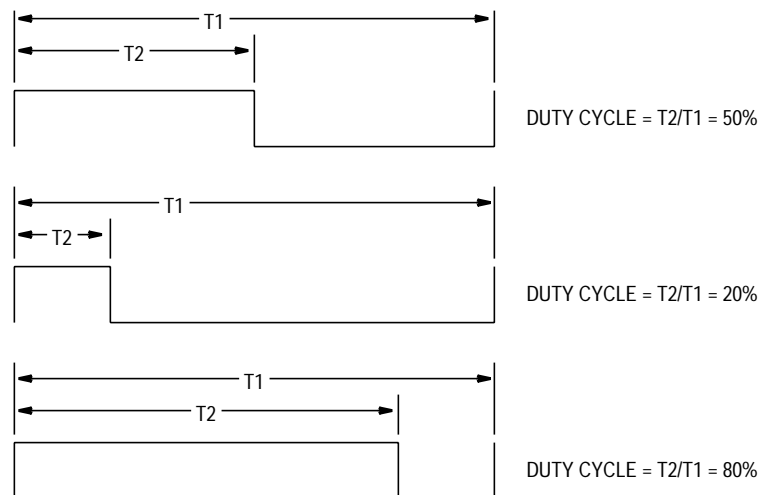 T1
T2
DUTY CYCLE = T2/T1 = 50%
T1
T2
DUTY CYCLE = T2/T1 = 20%
T1
T2
DUTY CYCLE = T2/T1 = 80%